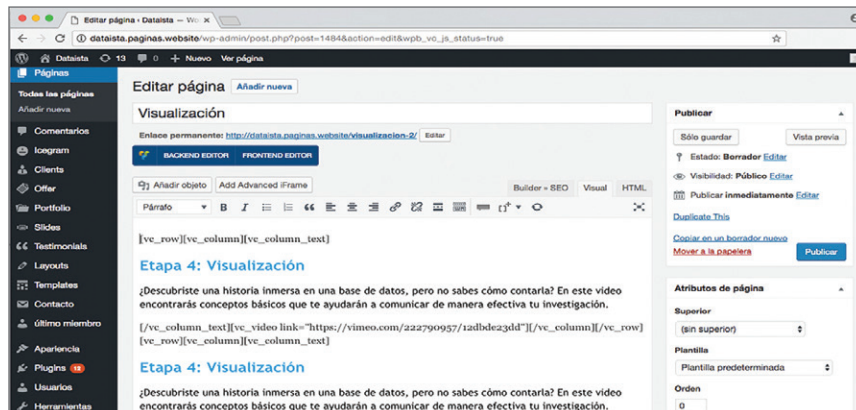 Editar página ‹ Dataista — Wo
dataista.paginas.website/wp-admin/post.php?post=1484&action=edit&wpb_vc_js_status=true
Dataista 13 0 + Nuevo Ver página
Páginas
Todas las páginas
Añadir nueva
Comentarios
Icegram
Clients
Offer
Portfolio
Slides
Testimonials
Layouts
Templates
Contacto
último miembro
Apariencia
Plugins 12
Usuarios
Herramientas
Editar página Añadir nueva
Visualización
Enlace permanente: http://dataista.paginas.website/visualizacion-2/ Editar
BACKEND EDITOR FRONTEND EDITOR
Añadir objeto Add Advanced iFrame
Builder » SEO Visual HTML
Párrafo B I
[vc_row][vc_column][vc_column_text]
Etapa 4: Visualización
¿Descubriste una historia inmersa en una base de datos, pero no sabes cómo contarla? En este video
encontrarás conceptos básicos que te ayudarán a comunicar de manera efectiva tu investigación.
[/vc_column_text][vc_video link="https://vimeo.com/222790957/12dbde23dd"][/vc_column][/vc_row]
[vc_row][vc_column][vc_column_text]
Etapa 4: Visualización
¿Descubriste una historia inmersa en una base de datos, pero no sabes cómo contarla? En este video
encontrarás conceptos básicos que te ayudarán a comunicar de manera efectiva tu investigación.
Publicar
Sólo guardar Vista previa
Estado: Borrador Editar
Visibilidad: Público Editar
Publicar inmediatamente Editar
Duplicate This
Copiar en un borrador nuevo
Mover a la papelera Publicar
Atributos de página
Superior
(sin superior)
Plantilla
Plantilla predeterminada
Orden
0